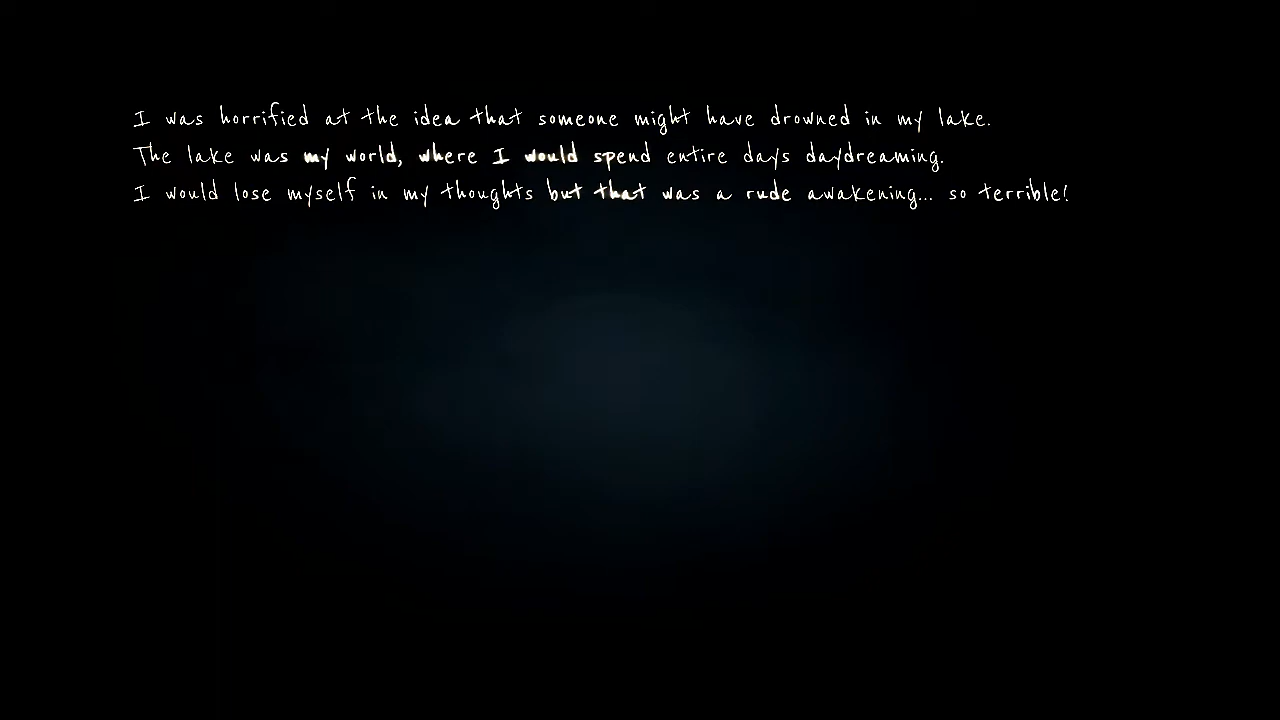 I was horrified at the idea that someone might have drowned in my lake.
The lake was my world, where I would spend entire days daydreaming.
I would lose myself in my thoughts but that was a rude awakening... so terrible!